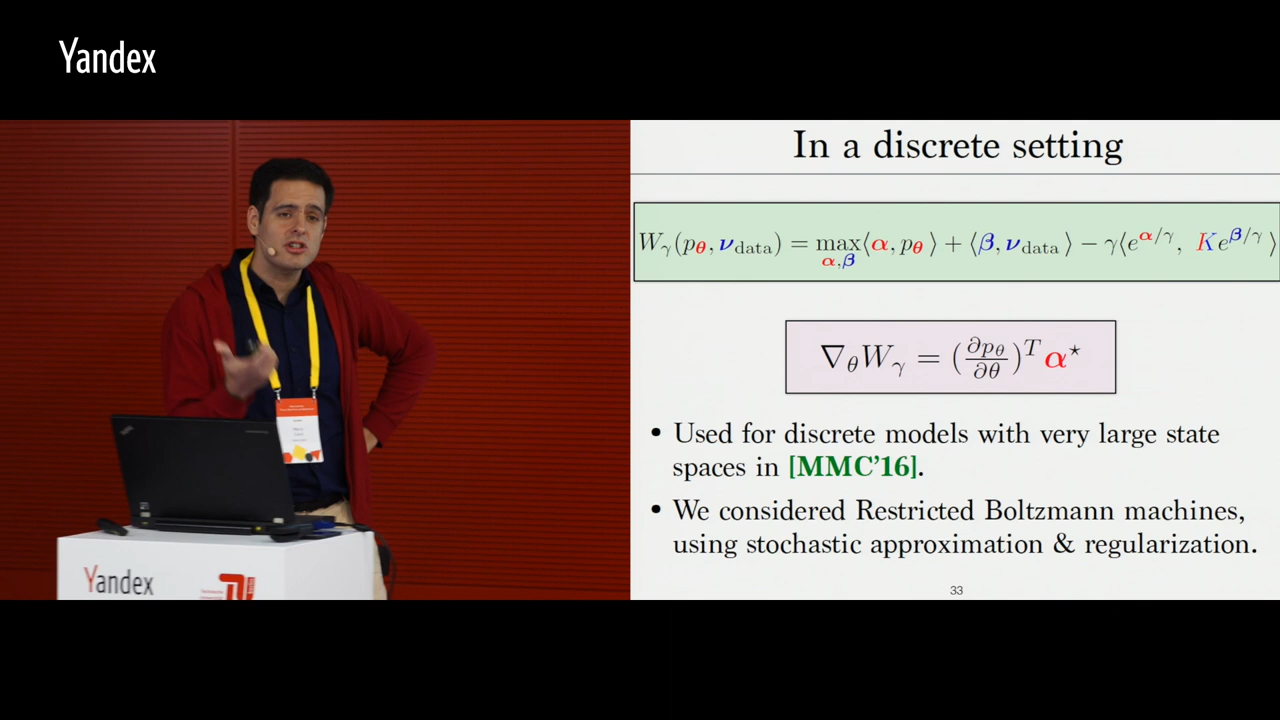 Yandex
In a discrete setting
W_γ(p_θ, ν_data) = max_{α,β} ⟨α, p_θ⟩ + ⟨β, ν_data⟩ − γ⟨e^{α/γ}, Ke^{β/γ}⟩
∇_θ W_γ = (∂p_θ/∂θ)^T α^⋆
• Used for discrete models with very large state
spaces in [MMC'16].
• We considered Restricted Boltzmann machines,
using stochastic approximation & regularization.
33
Yandex